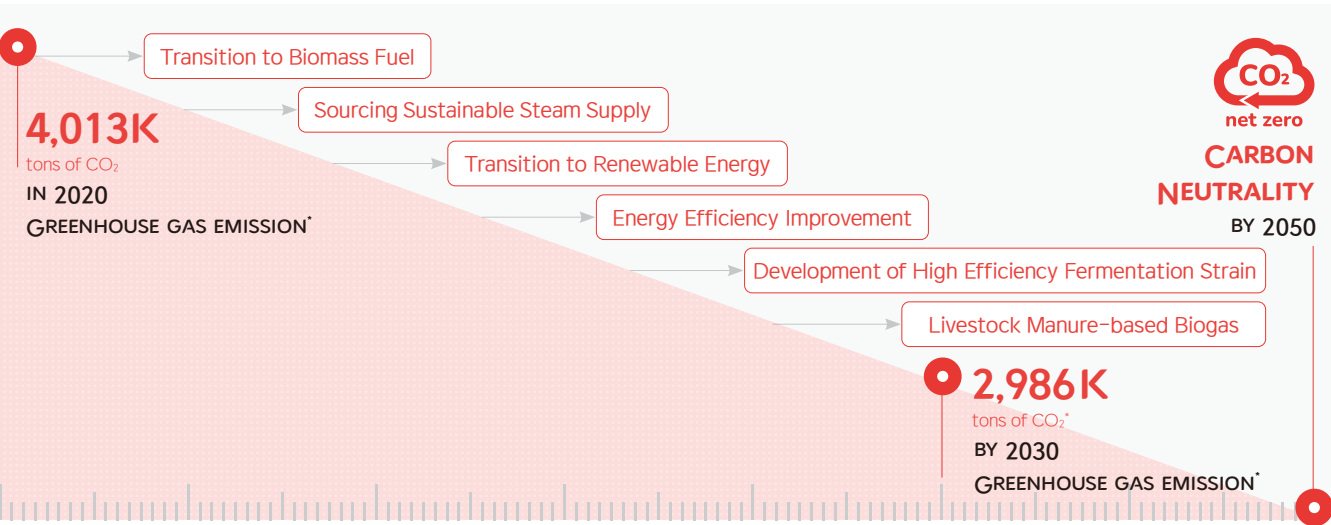 Transition to Biomass Fuel
Sourcing Sustainable Steam Supply
Transition to Renewable Energy
Energy Efficiency Improvement
Development of High Efficiency Fermentation Strain
Livestock Manure-based Biogas
4,013K
tons of CO₂
IN 2020
GREENHOUSE GAS EMISSION*
CO₂
net zero
CARBON
NEUTRALITY
BY 2050
2,986K
tons of CO₂*
BY 2030
GREENHOUSE GAS EMISSION*